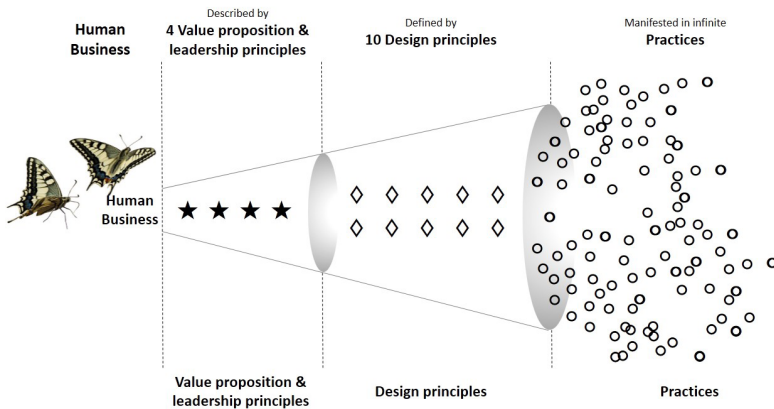 Human
Business
Described by
4 Value proposition &
leadership principles
Defined by
10 Design principles
Manifested in infinite
Practices
Human
Business
Value proposition &
leadership principles
Design principles
Practices